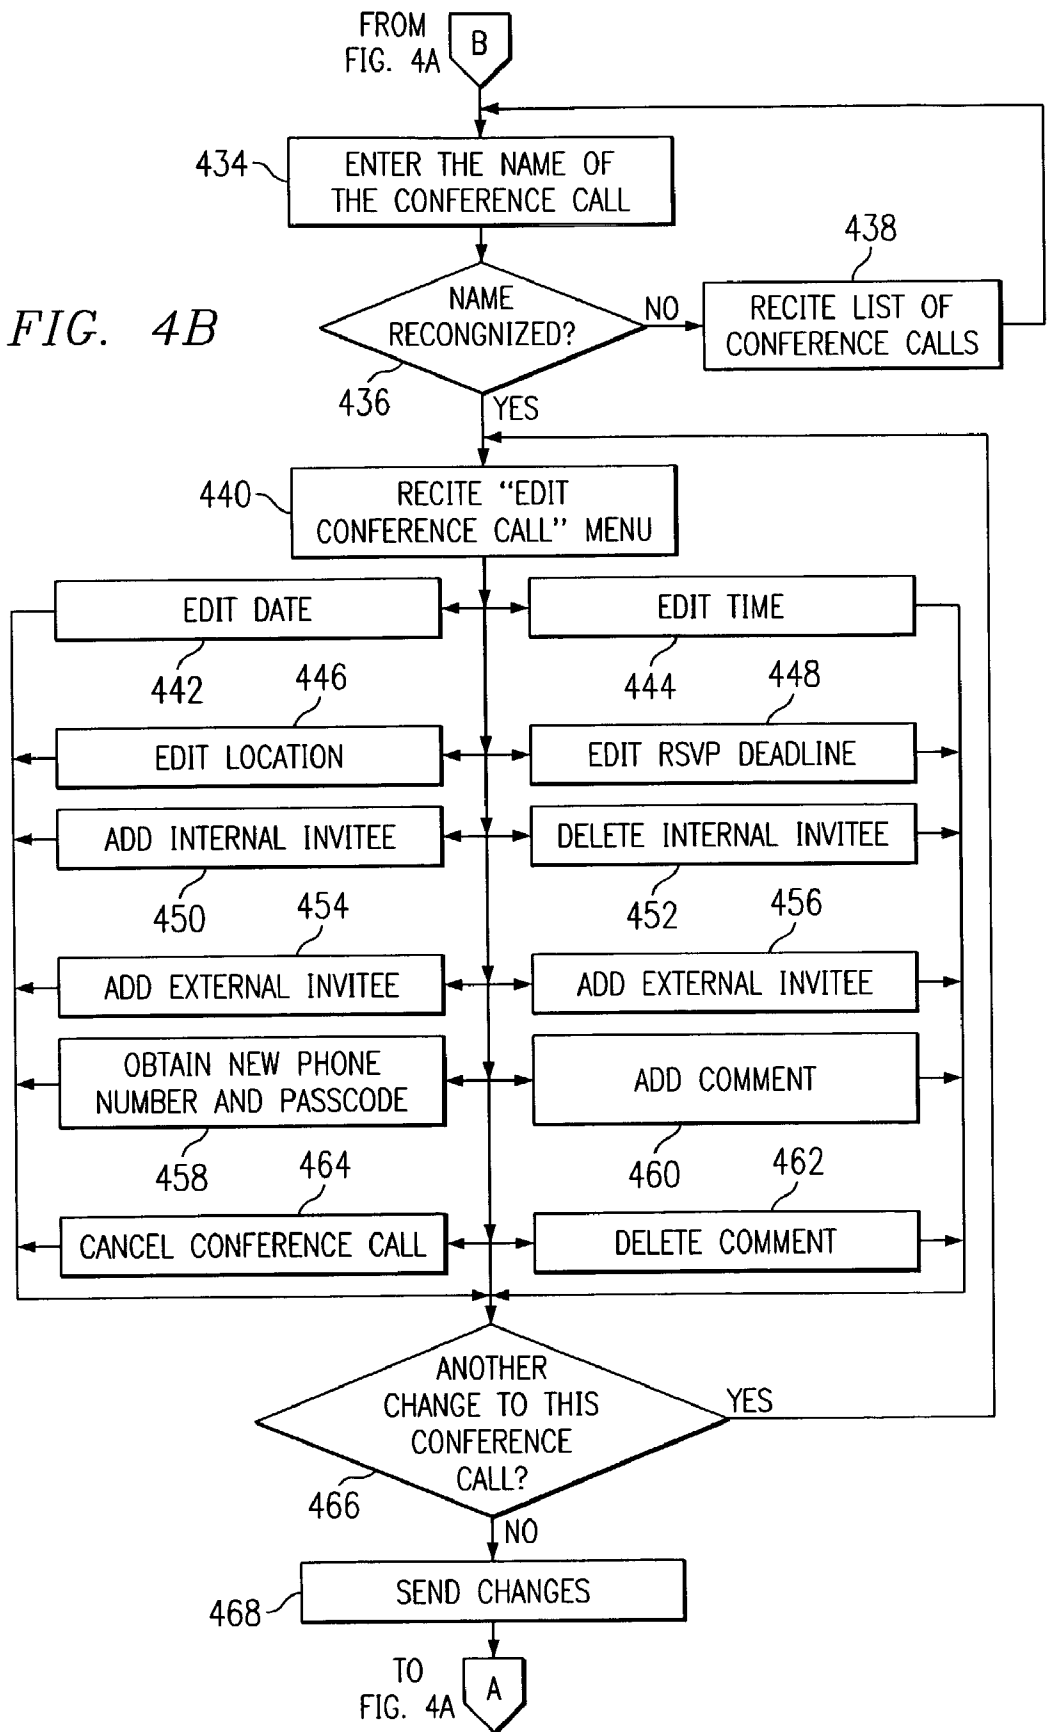 FROM
FIG. 4A
B
434
ENTER THE NAME OF
THE CONFERENCE CALL
438
FIG. 4B
NAME
RECONGNIZED?
NO
RECITE LIST OF
CONFERENCE CALLS
436
YES
440
RECITE “EDIT
CONFERENCE CALL” MENU
EDIT DATE
EDIT TIME
442
444
446
448
EDIT LOCATION
EDIT RSVP DEADLINE
ADD INTERNAL INVITEE
DELETE INTERNAL INVITEE
450
452
454
456
ADD EXTERNAL INVITEE
ADD EXTERNAL INVITEE
OBTAIN NEW PHONE
NUMBER AND PASSCODE
ADD COMMENT
458
460
464
462
CANCEL CONFERENCE CALL
DELETE COMMENT
ANOTHER
CHANGE TO THIS
CONFERENCE
CALL?
YES
466
NO
468
SEND CHANGES
TO
FIG. 4A
A